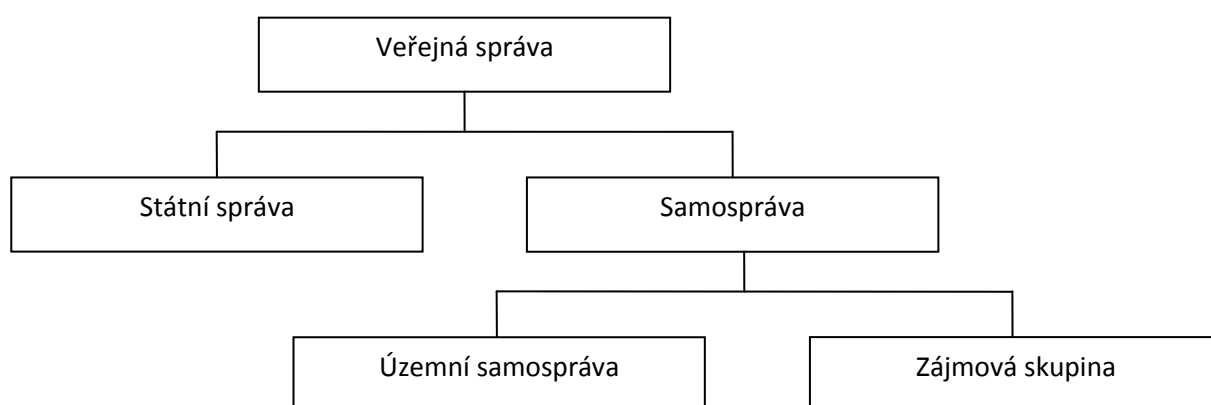 Veřejná správa
Státní správa
Samospráva
Územní samospráva
Zájmová skupina